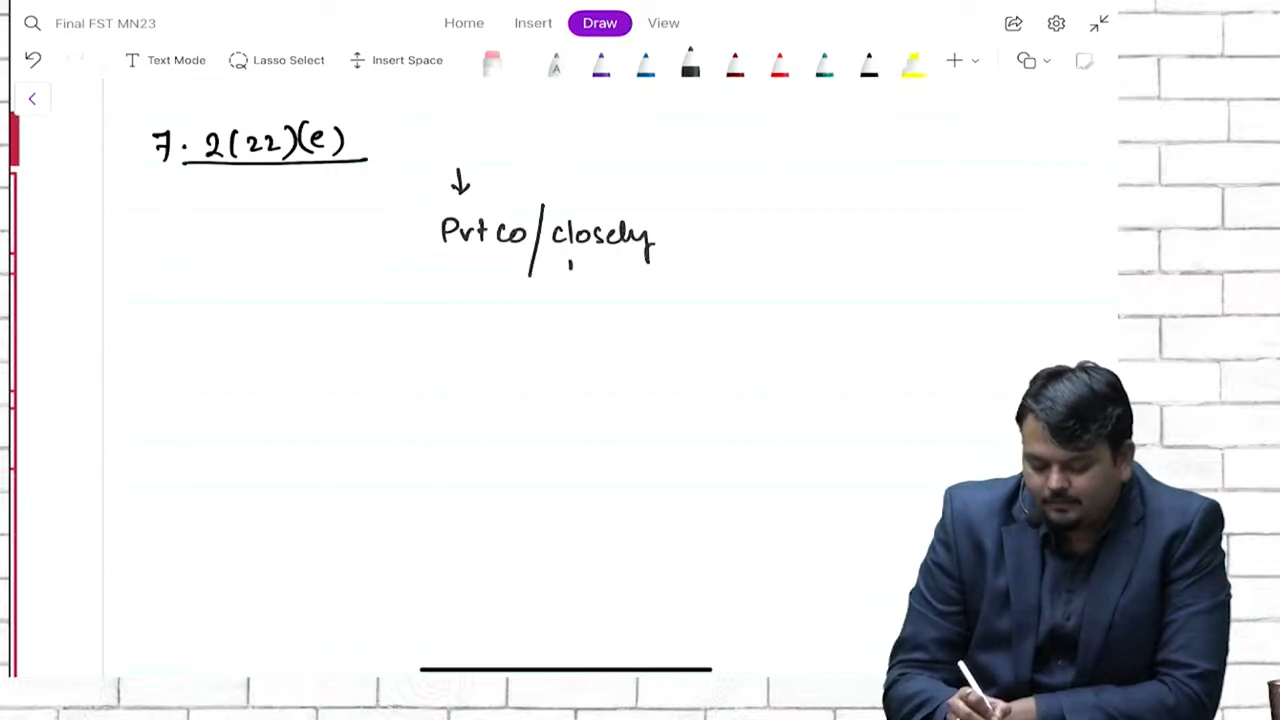 Final FST MN23
Home Insert Draw View
Text Mode Lasso Select Insert Space
A
7. 2(22)(e)
↓
Pvt co/closely